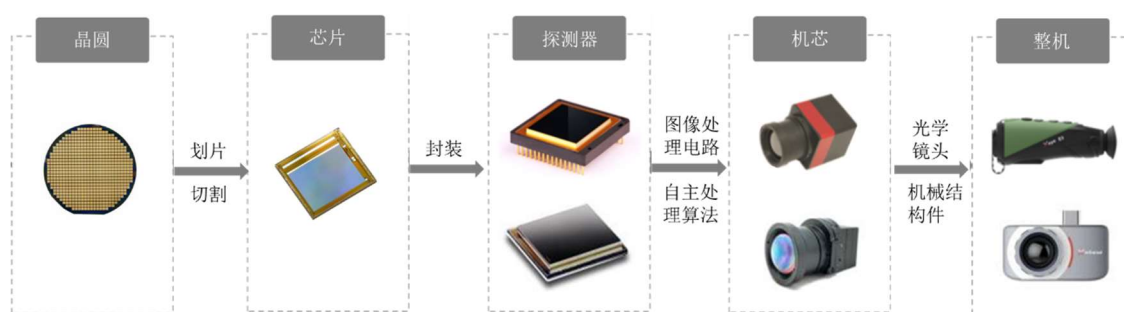 晶圆
芯片
探测器
机芯
整机
划片
切割
封装
图像处
理电路
自主处
理算法
光学
镜头
机械结
构件